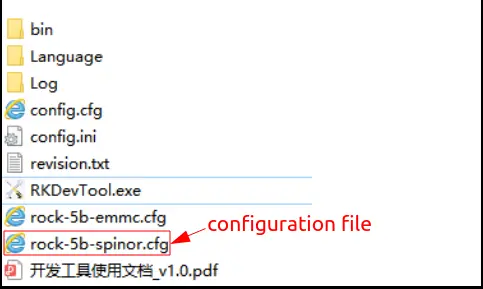 bin
Language
Log
config.cfg
config.ini
revision.txt
RKDevTool.exe
rock-5b-emmc.cfg
rock-5b-spinor.cfg
configuration file
开发工具使用文档_v1.0.pdf